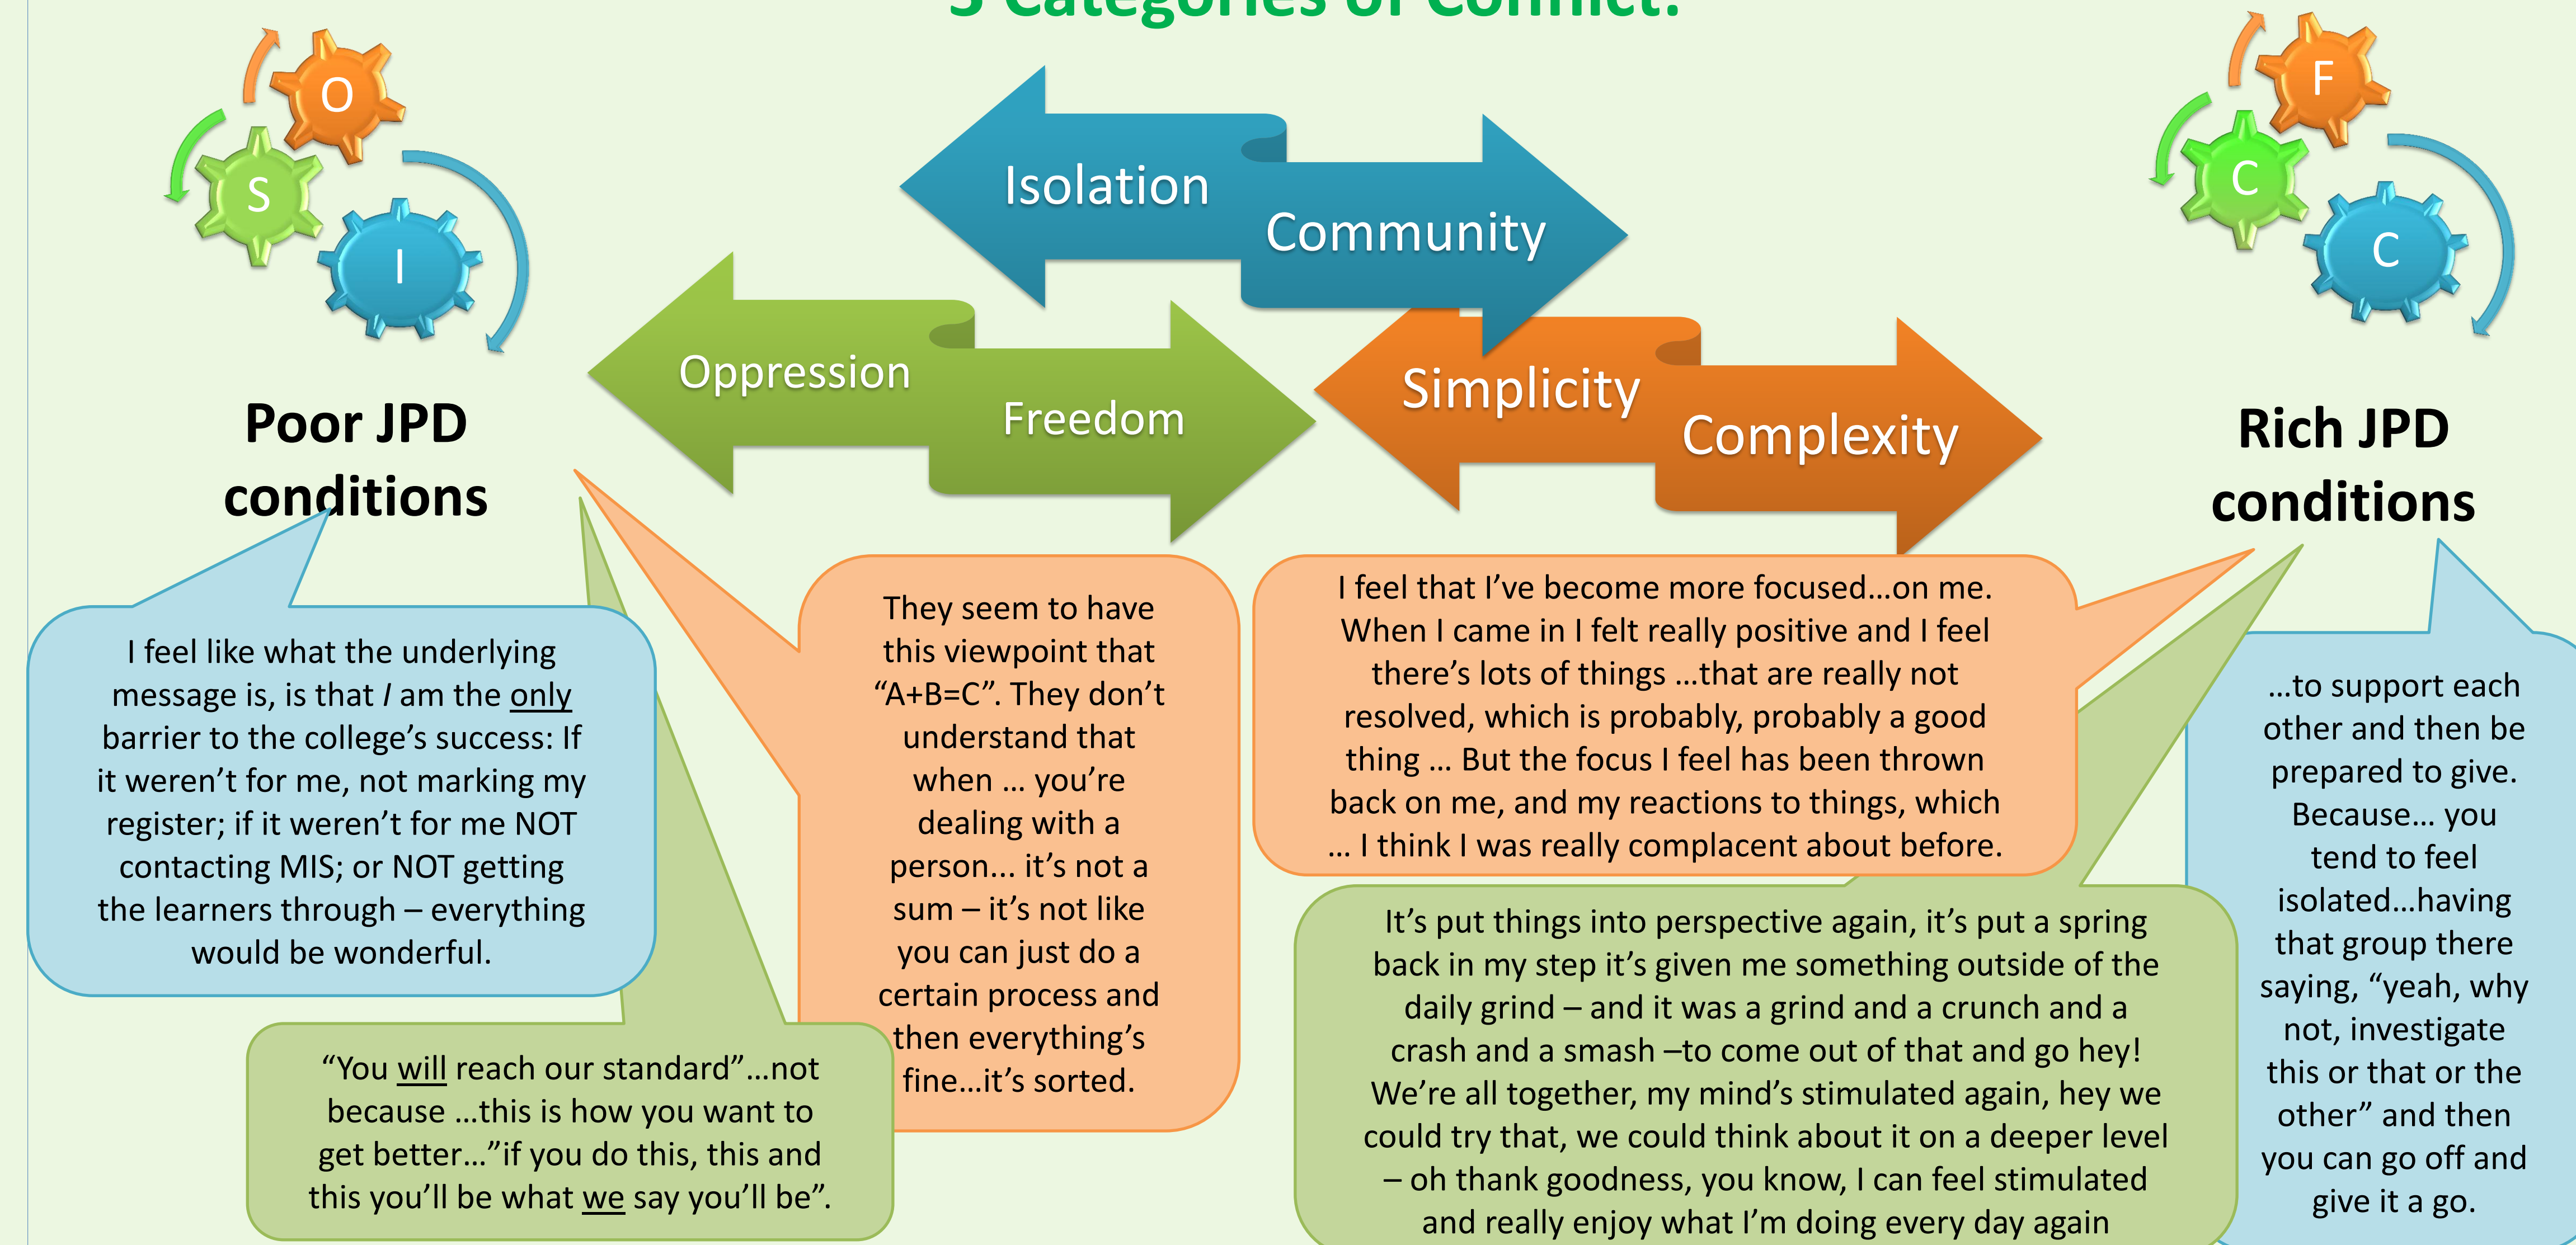 3 Categories of Conflict:
O
S
I
F
C
C
Isolation
Community
Oppression
Freedom
Simplicity
Complexity
Poor JPD
conditions
Rich JPD
conditions
I feel like what the underlying
message is, is that I am the only
barrier to the college’s success: If
it weren’t for me, not marking my
register; if it weren’t for me NOT
contacting MIS; or NOT getting
the learners through – everything
would be wonderful.
“You will reach our standard”…not
because …this is how you want to
get better…”if you do this, this and
this you’ll be what we say you’ll be”.
They seem to have
this viewpoint that
“A+B=C”. They don’t
understand that
when … you’re
dealing with a
person... it’s not a
sum – it’s not like
you can just do a
certain process and
then everything’s
fine…it’s sorted.
I feel that I’ve become more focused…on me.
When I came in I felt really positive and I feel
there’s lots of things …that are really not
resolved, which is probably, probably a good
thing … But the focus I feel has been thrown
back on me, and my reactions to things, which
… I think I was really complacent about before.
It’s put things into perspective again, it’s put a spring
back in my step it’s given me something outside of the
daily grind – and it was a grind and a crunch and a
crash and a smash –to come out of that and go hey!
We’re all together, my mind’s stimulated again, hey we
could try that, we could think about it on a deeper level
– oh thank goodness, you know, I can feel stimulated
and really enjoy what I’m doing every day again
…to support each
other and then be
prepared to give.
Because… you
tend to feel
isolated…having
that group there
saying, “yeah, why
not, investigate
this or that or the
other” and then
you can go off and
give it a go.